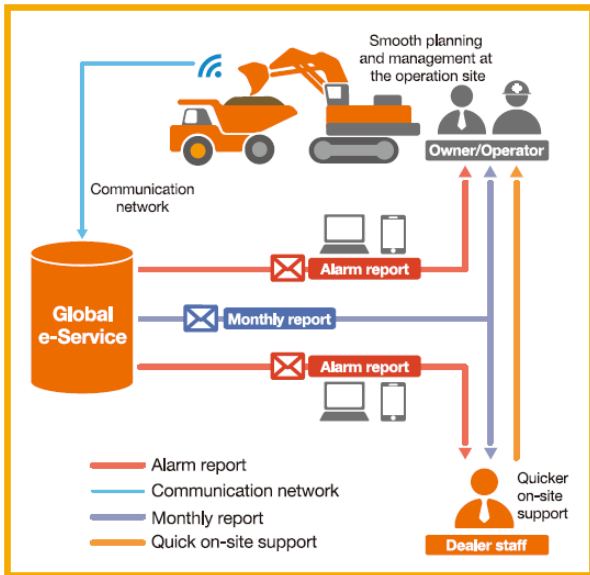 Smooth planning
and management at
the operation site
Owner/Operator
Communication
network
Alarm report
Global
e-Service
Monthly report
Alarm report
Alarm report
Communication network
Monthly report
Quick on-site support
Quicker
on-site
support
Dealer staff